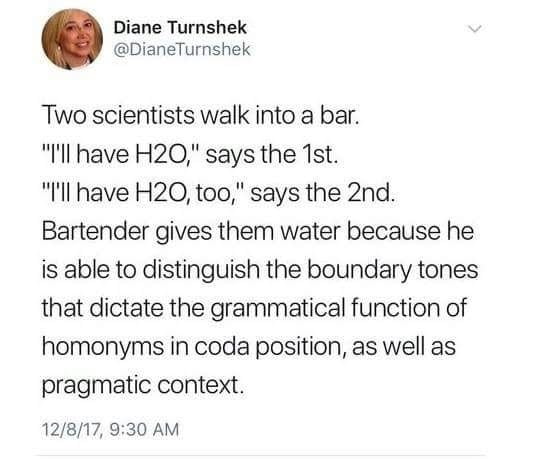 Diane Turnshek
@DianeTurnshek
Two scientists walk into a bar.
"I'll have H2O," says the 1st.
"I'll have H2O, too," says the 2nd.
Bartender gives them water because he
is able to distinguish the boundary tones
that dictate the grammatical function of
homonyms in coda position, as well as
pragmatic context.
12/8/17, 9:30 AM